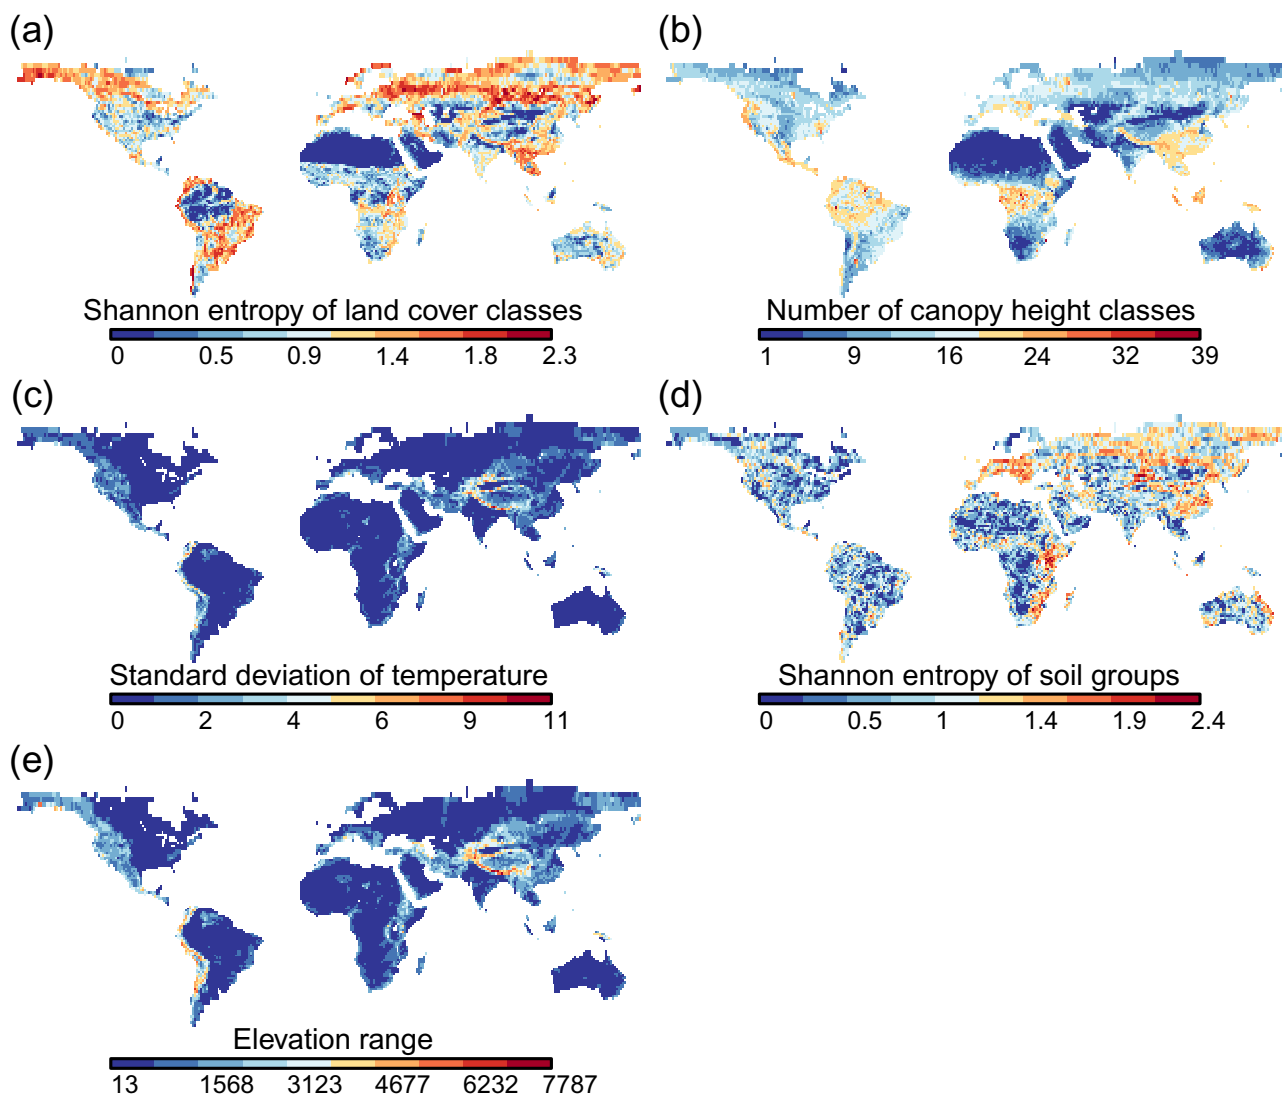 (a)
(b)
Shannon entropy of land cover classes
0 0.5 0.9 1.4 1.8 2.3
Number of canopy height classes
1 9 16 24 32 39
(c)
(d)
Standard deviation of temperature
0 2 4 6 9 11
Shannon entropy of soil groups
0 0.5 1 1.4 1.9 2.4
(e)
Elevation range
13 1568 3123 4677 6232 7787